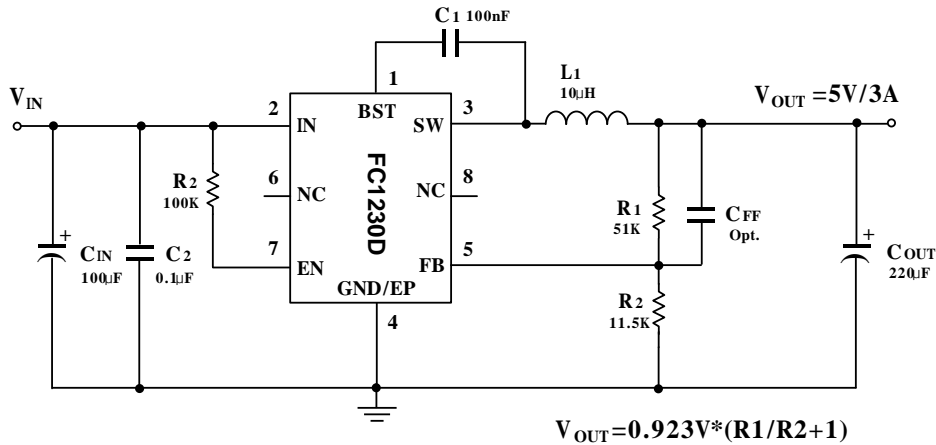 C1 100nF
1
L1
10µH
VIN
2
BST
3
VOUT =5V/3A
IN
SW
FC1230D
R2
100K
6
NC
8
NC
R1
51K
CFF
Opt.
CIN
100µF
C2
0.1µF
7
EN
5
FB
COUT
220µF
GND/EP
R2
11.5K
4
VOUT=0.923V*(R1/R2+1)
+
+